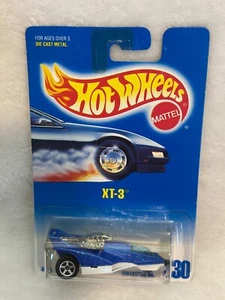 FOR AGES OVER 3
DIE CAST METAL
Hot Wheels
MATTEL
XT-3
30